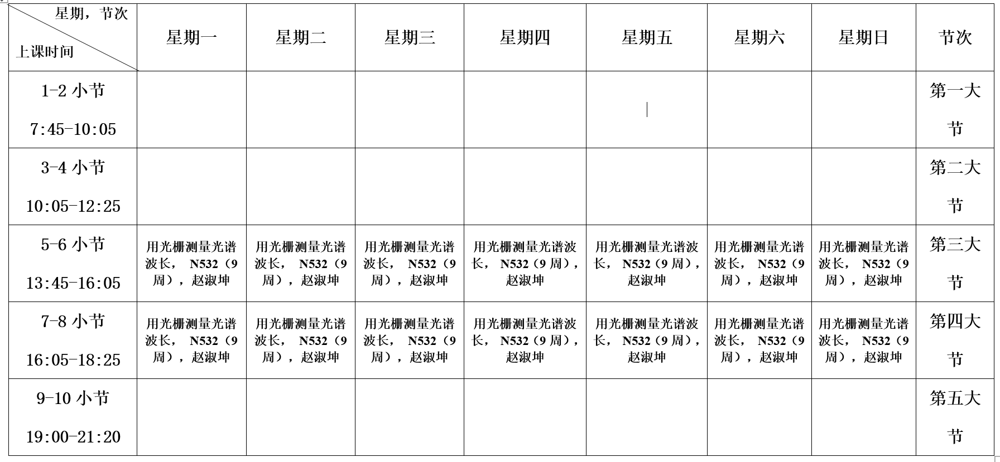 星期，节次
上课时间
星期一
星期二
星期三
星期四
星期五
星期六
星期日
节次
1-2 小节
7:45-10:05
第一大
节
3-4 小节
10:05-12:25
第二大
节
5-6 小节
13:45-16:05
用光栅测量光谱
波长， N532（9
周），赵淑坤
用光栅测量光谱
波长， N532（9
周），赵淑坤
用光栅测量光谱
波长， N532（9
周），赵淑坤
用光栅测量光谱波
长， N532（9 周），
赵淑坤
用光栅测量光谱波
长， N532（9 周），
赵淑坤
用光栅测量光谱
波长， N532（9
周），赵淑坤
用光栅测量光谱
波长， N532（9
周），赵淑坤
第三大
节
7-8 小节
16:05-18:25
用光栅测量光谱
波长， N532（9
周），赵淑坤
用光栅测量光谱
波长， N532（9
周），赵淑坤
用光栅测量光谱
波长， N532（9
周），赵淑坤
用光栅测量光谱波
长， N532（9 周），
赵淑坤
用光栅测量光谱波
长， N532（9 周），
赵淑坤
用光栅测量光谱
波长， N532（9
周），赵淑坤
用光栅测量光谱
波长， N532（9
周），赵淑坤
第四大
节
9-10 小节
19:00-21:20
第五大
节